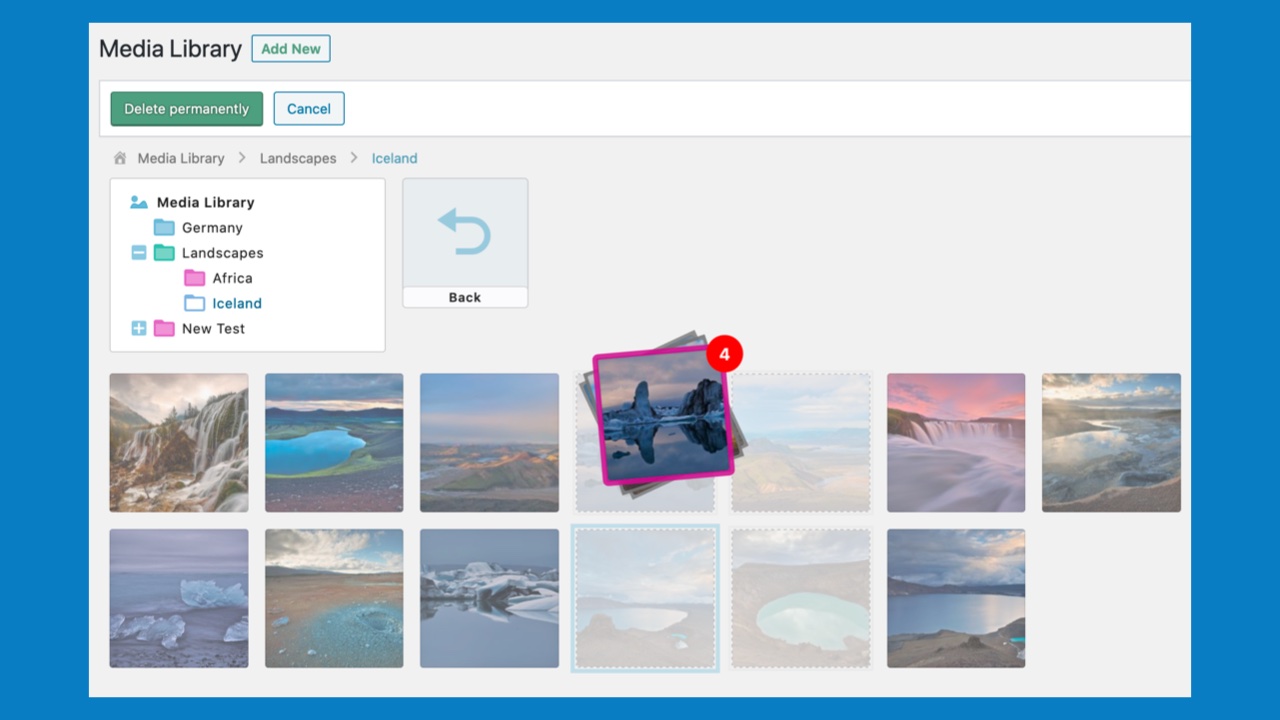 Media Library Add New
Delete permanently Cancel
Media Library Landscapes Iceland
Media Library
Germany
Landscapes
Africa
Iceland
New Test
Back
4